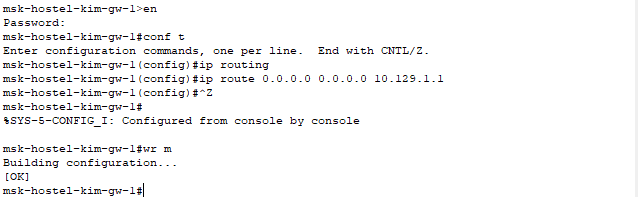 msk-hostel-kim-gw-1>en
Password:
msk-hostel-kim-gw-1#conf t
Enter configuration commands, one per line.  End with CNTL/Z.
msk-hostel-kim-gw-1(config)#ip routing
msk-hostel-kim-gw-1(config)#ip route 0.0.0.0 0.0.0.0 10.129.1.1
msk-hostel-kim-gw-1(config)#^Z
msk-hostel-kim-gw-1#
%SYS-5-CONFIG_I: Configured from console by console

msk-hostel-kim-gw-1#wr m
Building configuration...
[OK]
msk-hostel-kim-gw-1#